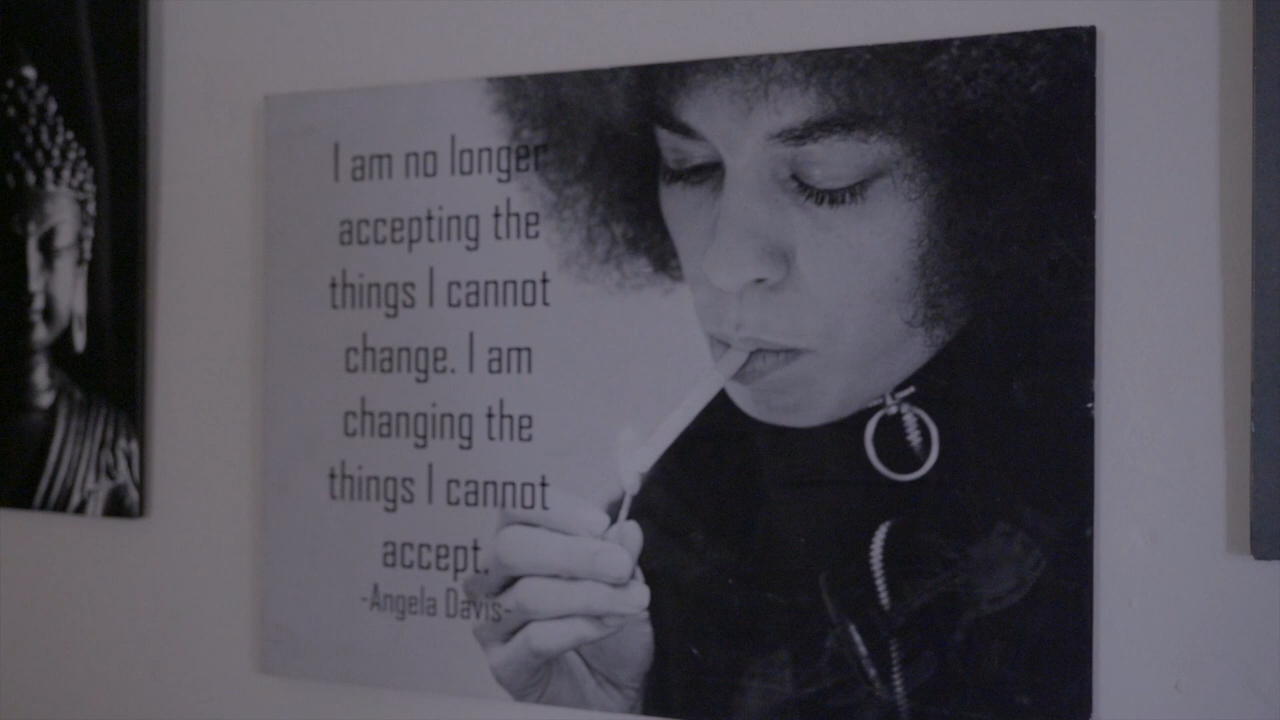 I am no longer
accepting the
things I cannot
change. I am
changing the
things I cannot
accept.
-Angela Davis-